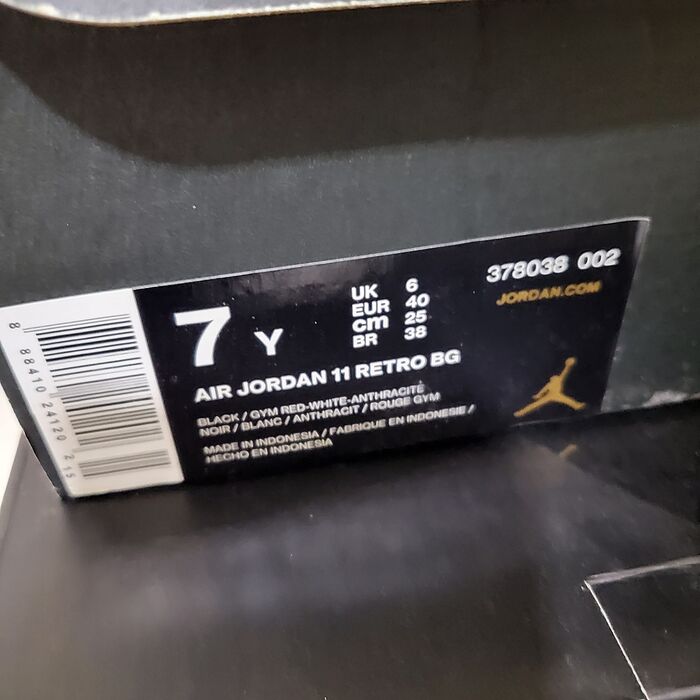 8 88410 24120 215
7 Y
UK 6
EUR 40
cm 25
BR 38
378038 002
JORDAN.COM
AIR JORDAN 11 RETRO BG
BLACK / GYM RED-WHITE-ANTHRACITE
NOIR / BLANC / ANTHRACIT / ROUGE GYM
MADE IN INDONESIA / FABRIQUE EN INDONESIE /
HECHO EN INDONESIA